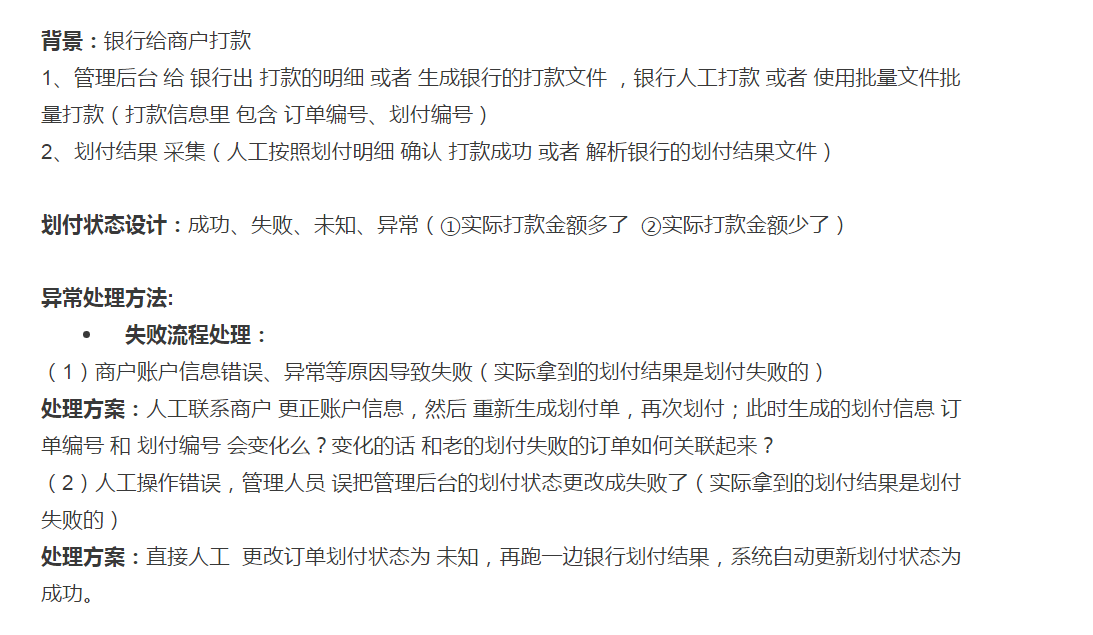 背景：银行给商户打款
1、管理后台 给 银行出 打款的明细 或者 生成银行的打款文件 ，银行人工打款 或者 使用批量文件批
量打款（打款信息里 包含 订单编号、划付编号）
2、划付结果 采集（人工按照划付明细 确认 打款成功 或者 解析银行的划付结果文件）
划付状态设计：成功、失败、未知、异常（①实际打款金额多了 ②实际打款金额少了）
异常处理方法:
• 失败流程处理：
（1）商户账户信息错误、异常等原因导致失败（实际拿到的划付结果是划付失败的）
处理方案：人工联系商户 更正账户信息，然后 重新生成划付单，再次划付；此时生成的划付信息 订
单编号 和 划付编号 会变化么？变化的话 和老的划付失败的订单如何关联起来？
（2）人工操作错误，管理人员 误把管理后台的划付状态更改成失败了（实际拿到的划付结果是划付
失败的）
处理方案：直接人工 更改订单划付状态为 未知，再跑一边银行划付结果，系统自动更新划付状态为
成功。